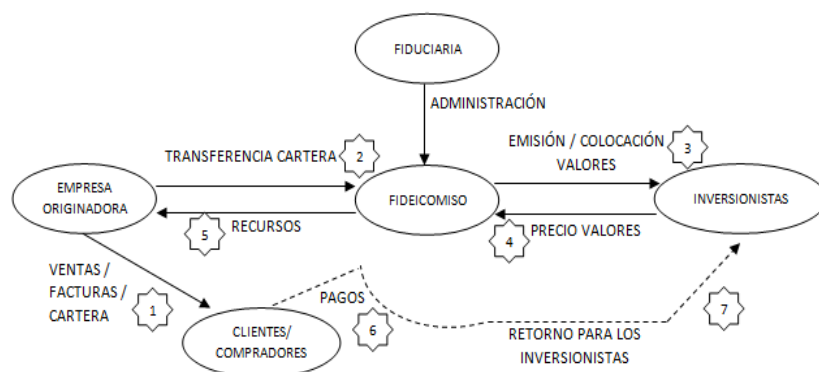 FIDUCIARIA
ADMINISTRACIÓN
EMISIÓN / COLOCACIÓN
VALORES
3
TRANSFERENCIA CARTERA
2
EMPRESA
ORIGINADORA
FIDEICOMISO
INVERSIONISTAS
5
RECURSOS
4
PRECIO VALORES
VENTAS /
FACTURAS /
CARTERA
1
PAGOS
6
7
CLIENTES/
COMPRADORES
RETORNO PARA LOS
INVERSIONISTAS